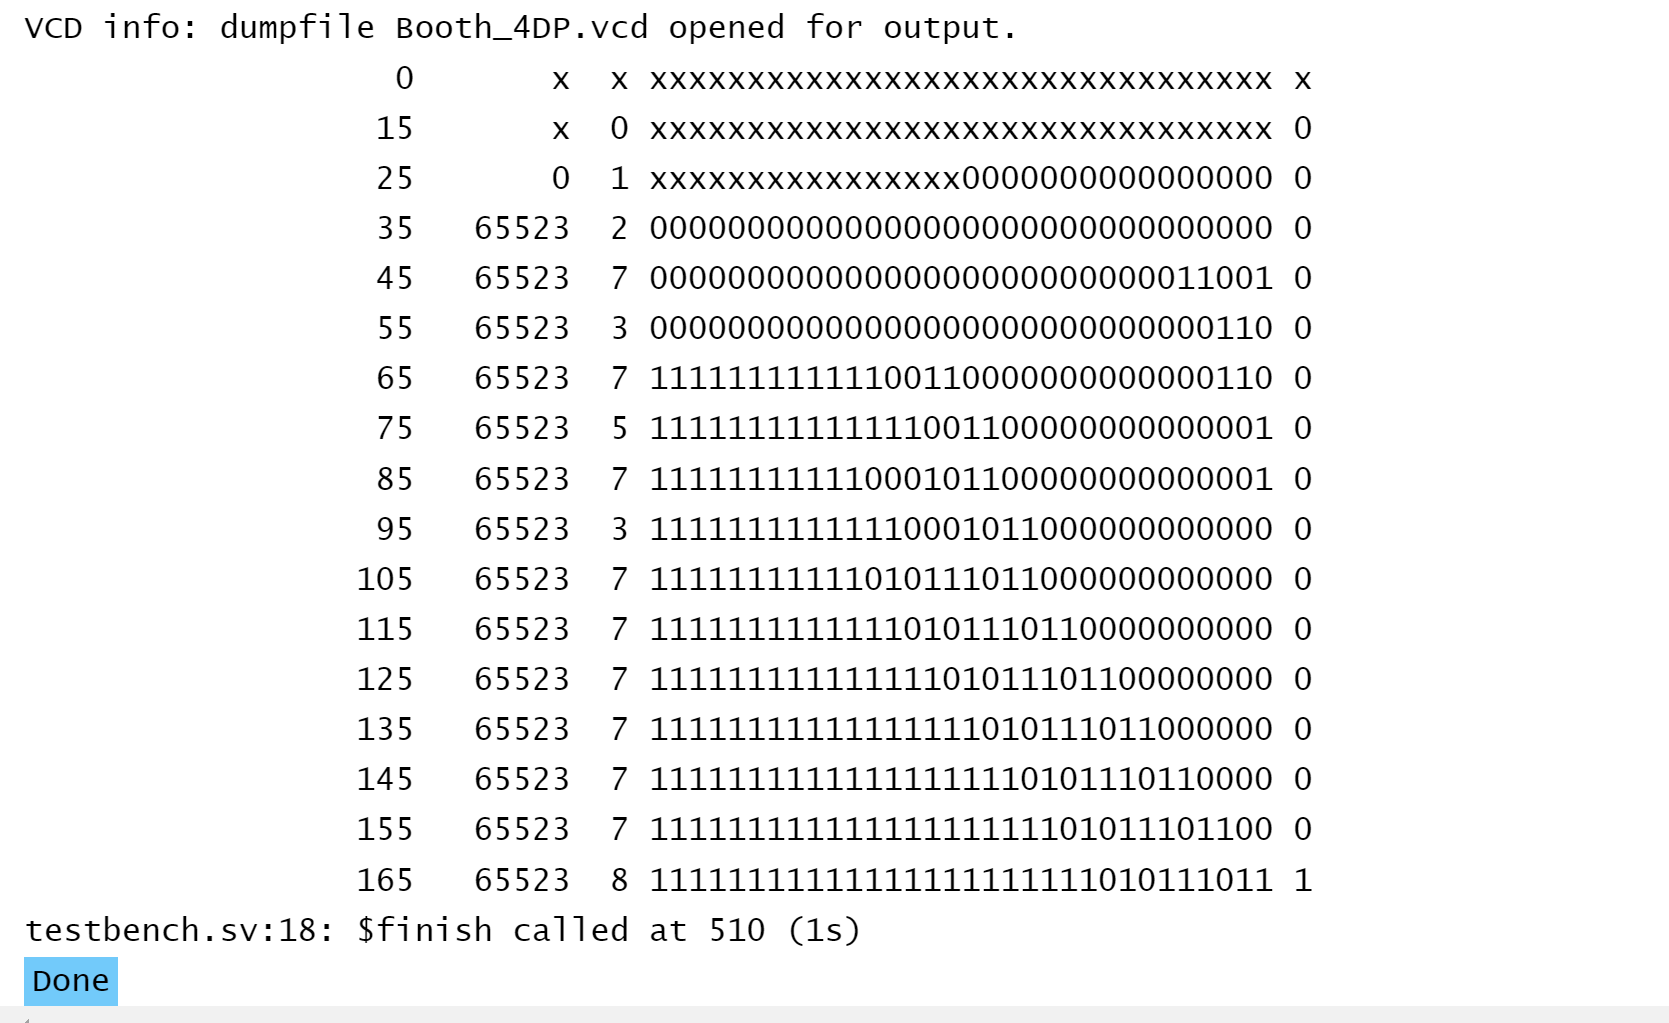 VCD info: dumpfile Booth_4DP.vcd opened for output.
0 x x xxxxxxxxxxxxxxxxxxxxxxxxxxxxxxxx x
15 x 0 xxxxxxxxxxxxxxxxxxxxxxxxxxxxxxxx 0
25 0 1 xxxxxxxxxxxxxxxx0000000000000000 0
35 65523 2 00000000000000000000000000000000 0
45 65523 7 00000000000000000000000000011001 0
55 65523 3 00000000000000000000000000000110 0
65 65523 7 11111111111100110000000000000110 0
75 65523 5 11111111111111001100000000000001 0
85 65523 7 11111111111000101100000000000001 0
95 65523 3 11111111111110001011000000000000 0
105 65523 7 11111111111010111011000000000000 0
115 65523 7 11111111111110101110110000000000 0
125 65523 7 11111111111111101011101100000000 0
135 65523 7 11111111111111111010111011000000 0
145 65523 7 11111111111111111110101110110000 0
155 65523 7 11111111111111111111101011101100 0
165 65523 8 11111111111111111111111010111011 1
testbench.sv:18: $finish called at 510 (1s)
Done